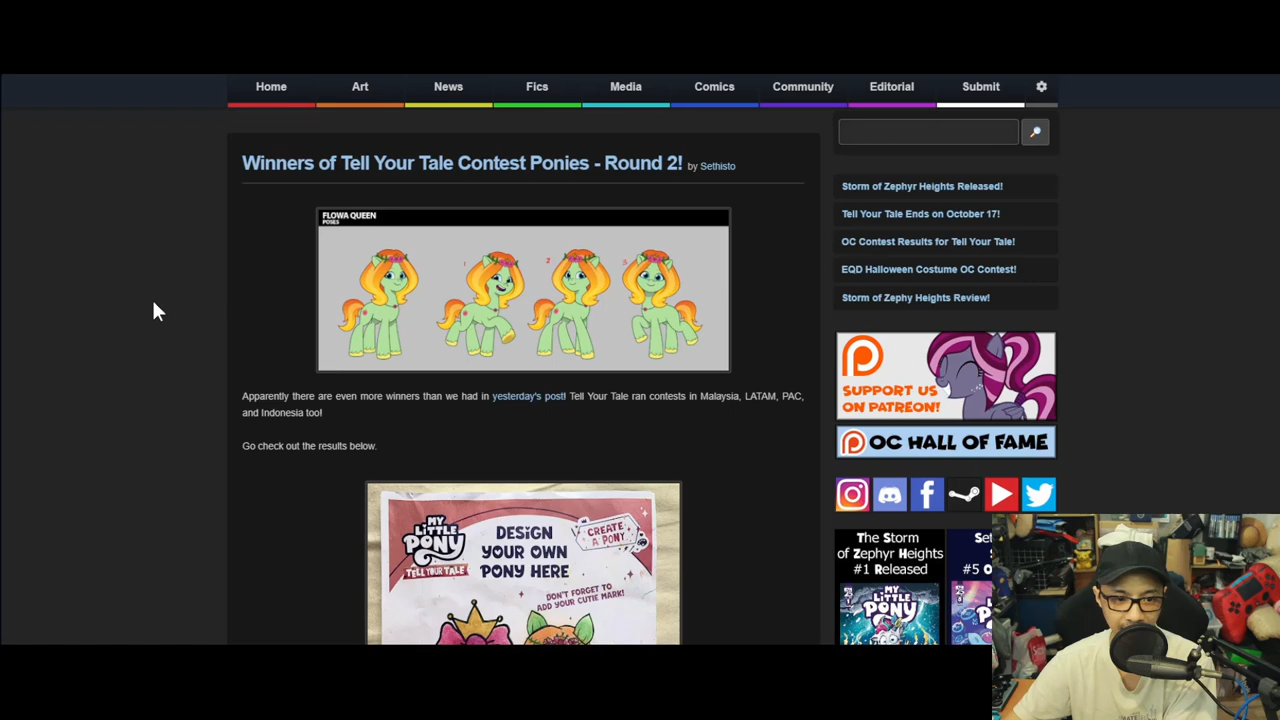 Home Art News Fics Media Comics Community Editorial Submit
Winners of Tell Your Tale Contest Ponies - Round 2! by Sethisto
FLOWA QUEEN
POSES
1 2 3
Apparently there are even more winners than we had in yesterday's post! Tell Your Tale ran contests in Malaysia, LATAM, PAC,
and Indonesia too!
Go check out the results below.
MY
LITTLE
PONY
TELL YOUR TALE
DESIGN
YOUR OWN
PONY HERE
CREATE
A PONY
DON'T FORGET TO
ADD YOUR CUTIE MARK!
Storm of Zephyr Heights Released!
Tell Your Tale Ends on October 17!
OC Contest Results for Tell Your Tale!
EQD Halloween Costume OC Contest!
Storm of Zephy Heights Review!
SUPPORT US
ON PATREON!
OC HALL OF FAME
The Storm
of Zephyr Heights
#1 Released
MY LITTLE
PONY
Se
#5 O